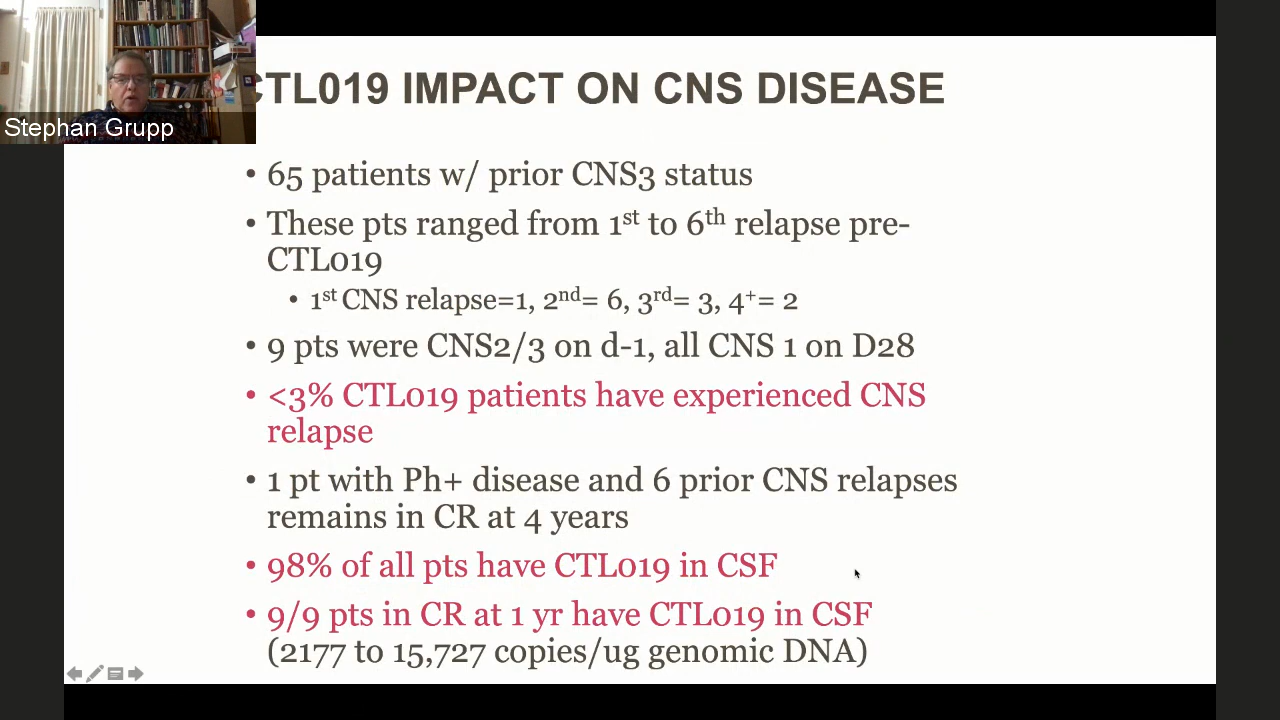 CTL019 IMPACT ON CNS DISEASE
Stephan Grupp
• 65 patients w/ prior CNS3 status
• These pts ranged from 1st to 6th relapse pre-
CTL019
• 1st CNS relapse=1, 2nd= 6, 3rd= 3, 4+= 2
• 9 pts were CNS2/3 on d-1, all CNS 1 on D28
• <3% CTL019 patients have experienced CNS
relapse
• 1 pt with Ph+ disease and 6 prior CNS relapses
remains in CR at 4 years
• 98% of all pts have CTL019 in CSF
• 9/9 pts in CR at 1 yr have CTL019 in CSF
(2177 to 15,727 copies/ug genomic DNA)